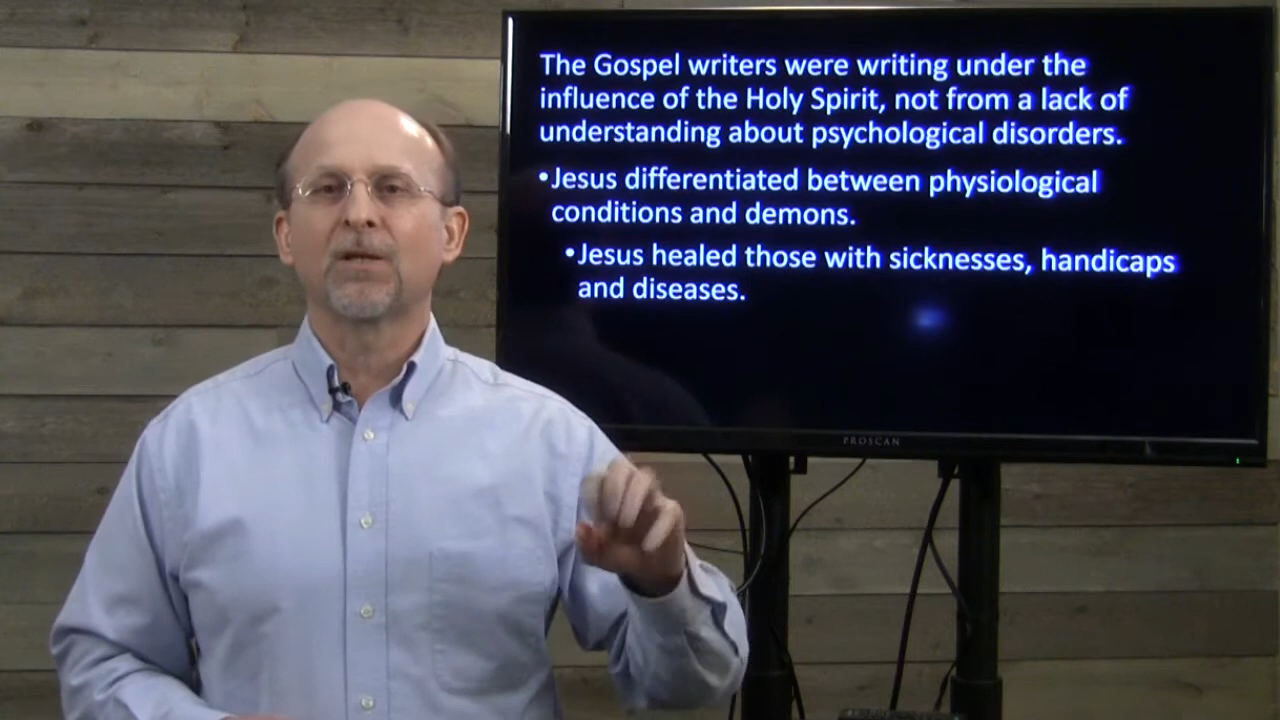 The Gospel writers were writing under the
influence of the Holy Spirit, not from a lack of
understanding about psychological disorders.
•Jesus differentiated between physiological
conditions and demons.
•Jesus healed those with sicknesses, handicaps
and diseases.
PROSCAN